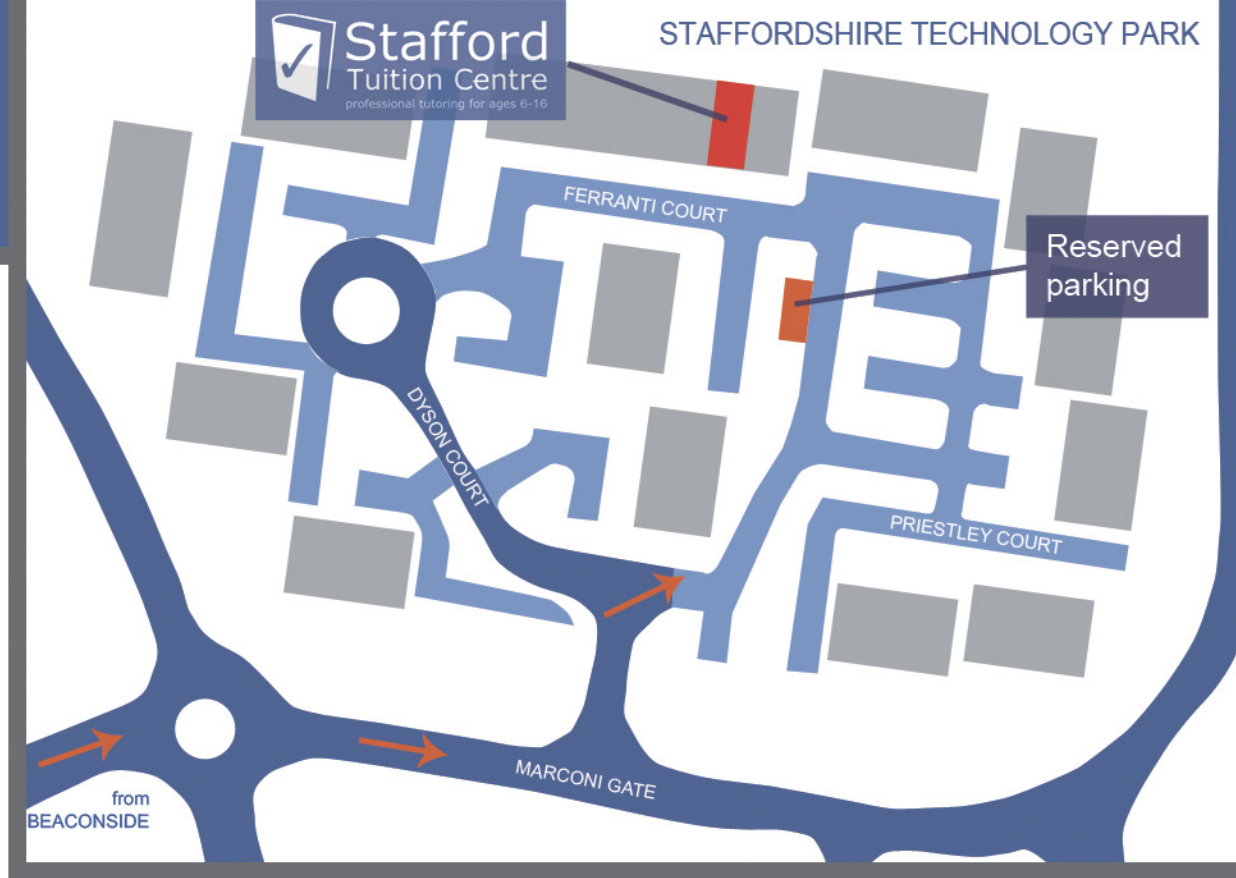 Stafford
Tuition Centre
professional tutoring for ages 6-16
STAFFORDSHIRE TECHNOLOGY PARK
FERRANTI COURT
Reserved
parking
DYSON COURT
PRIESTLEY COURT
MARCONI GATE
from
BEACONSIDE